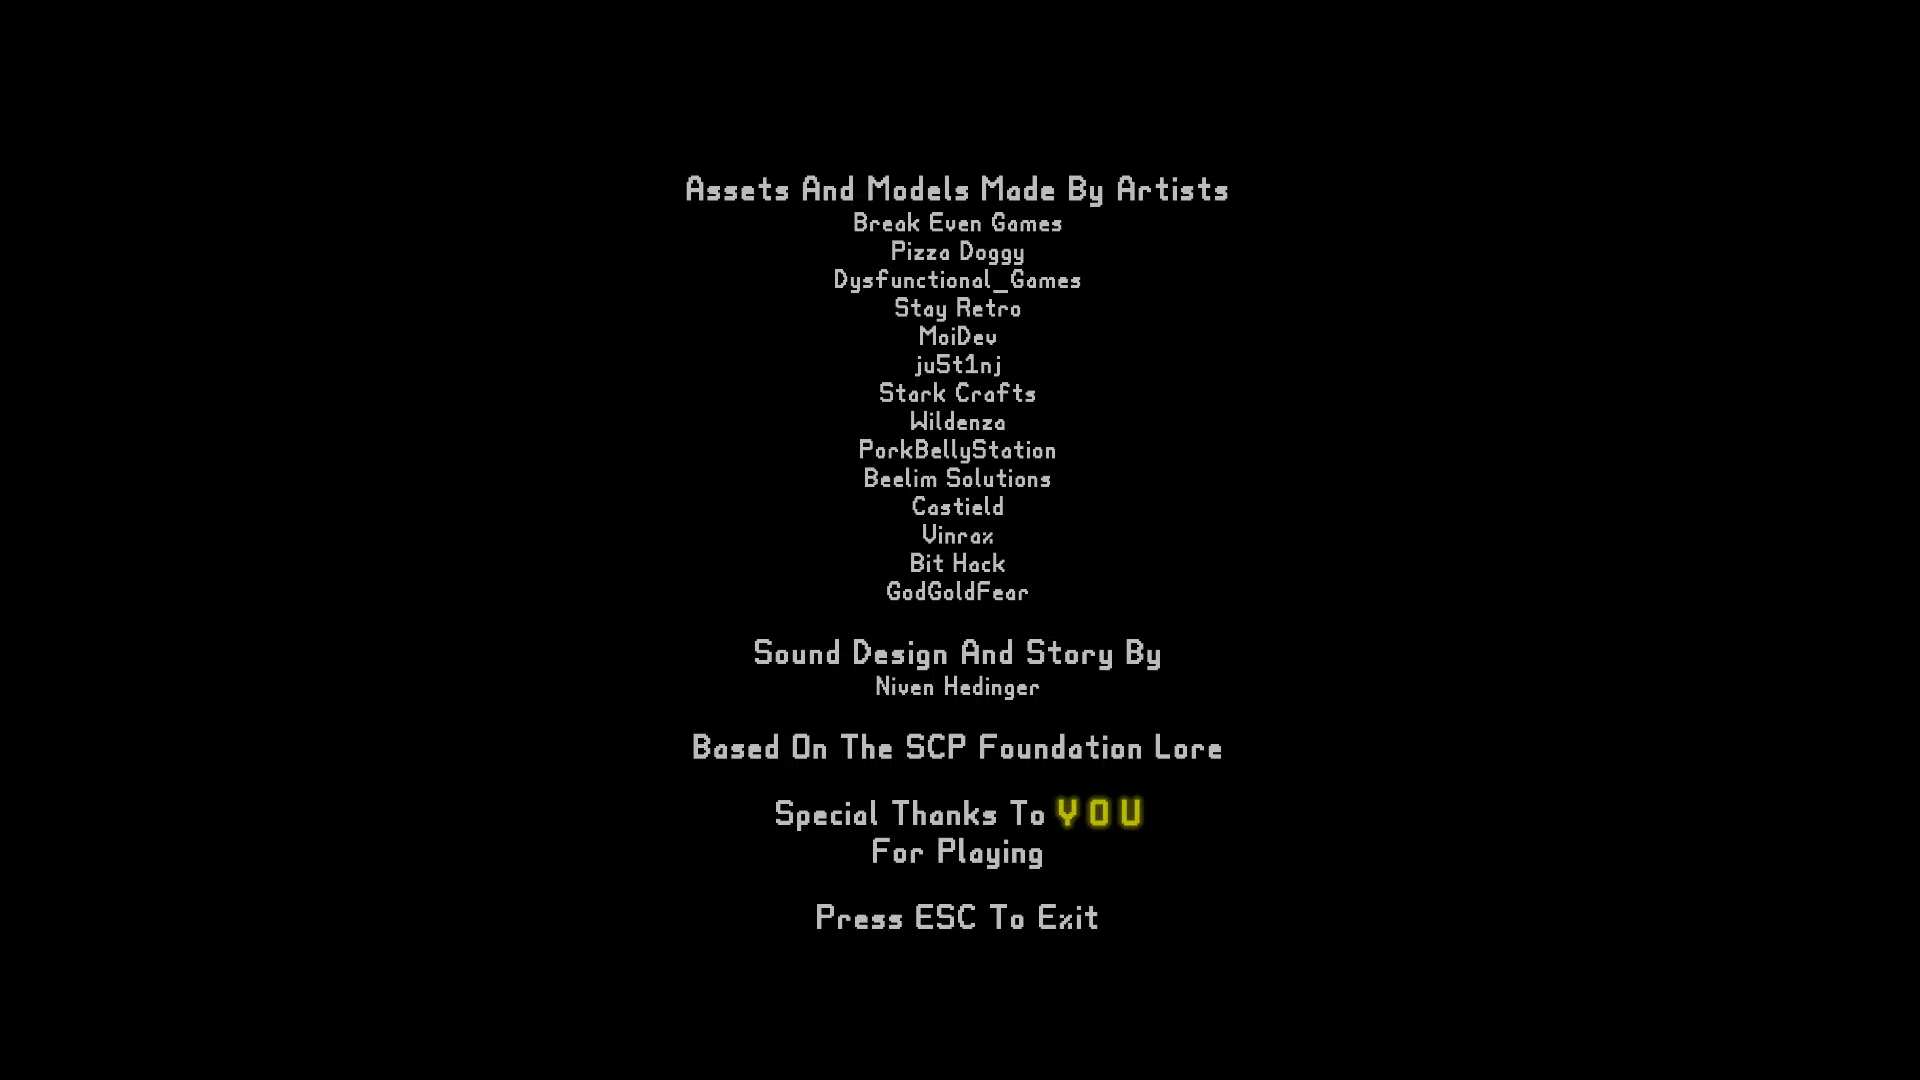 Assets And Models Made By Artists
Break Even Games
Pizza Doggy
Dysfunctional_Games
Stay Retro
MoiDev
ju5t1nj
Stark Crafts
Wildenza
PorkBellyStation
Beelim Solutions
Castield
Vinrax
Bit Hack
GodGoldFear
Sound Design And Story By
Niven Hedinger
Based On The SCP Foundation Lore
Special Thanks To Y O U
For Playing
Press ESC To Exit